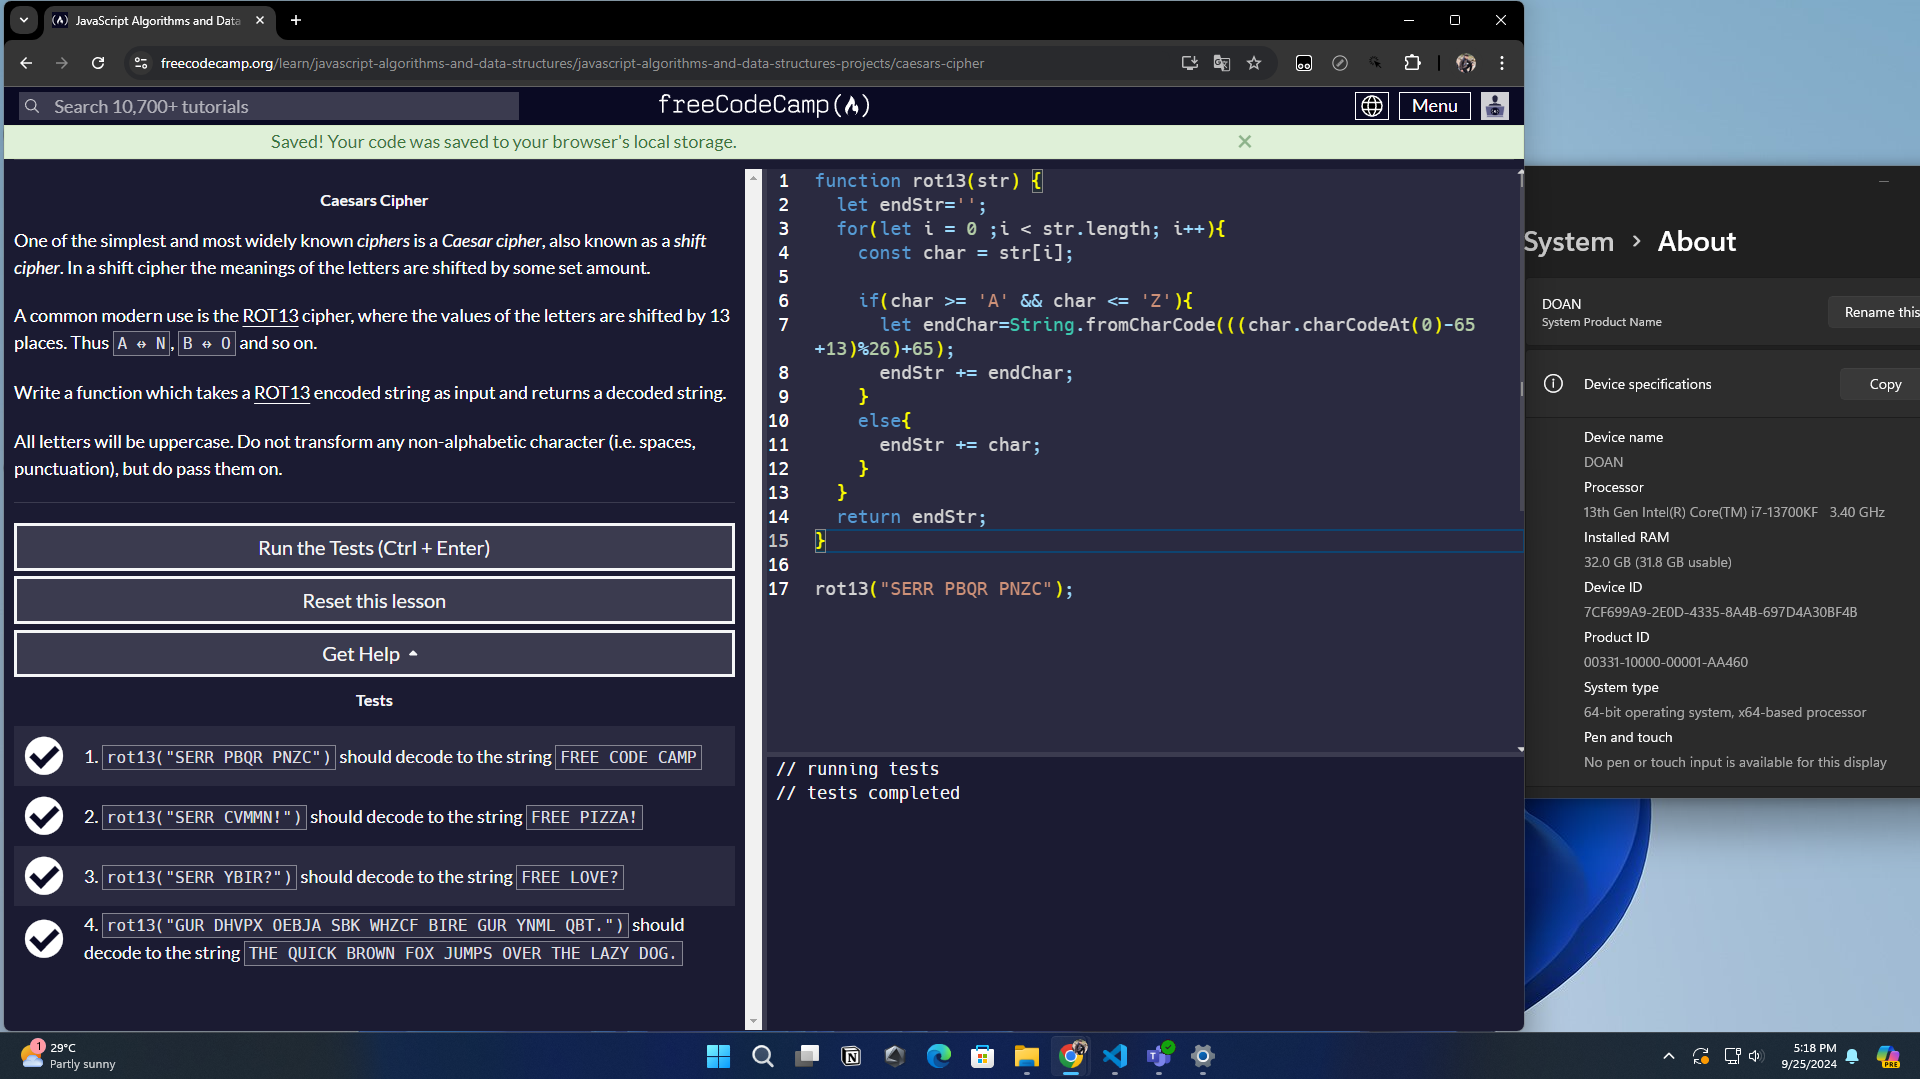 JavaScript Algorithms and Data
freecodecamp.org/learn/javascript-algorithms-and-data-structures/javascript-algorithms-and-data-structures-projects/caesars-cipher
Search 10,700+ tutorials
freeCodeCamp(🔥)
Menu
Saved! Your code was saved to your browser's local storage.
Caesars Cipher
One of the simplest and most widely known ciphers is a Caesar cipher, also known as a shift
cipher. In a shift cipher the meanings of the letters are shifted by some set amount.
A common modern use is the ROT13 cipher, where the values of the letters are shifted by 13
places. Thus A ↔ N, B ↔ O and so on.
Write a function which takes a ROT13 encoded string as input and returns a decoded string.
All letters will be uppercase. Do not transform any non-alphabetic character (i.e. spaces,
punctuation), but do pass them on.
Run the Tests (Ctrl + Enter)
Reset this lesson
Get Help
Tests
1. rot13("SERR PBQR PNZC") should decode to the string FREE CODE CAMP
2. rot13("SERR CVMMN!") should decode to the string FREE PIZZA!
3. rot13("SERR YBIR?") should decode to the string FREE LOVE?
4. rot13("GUR DHVPX OEBJA SBK WHZCF BIRE GUR YNML QBT.") should
decode to the string THE QUICK BROWN FOX JUMPS OVER THE LAZY DOG.
1 function rot13(str) {
2 let endStr='';
3 for(let i = 0 ;i < str.length; i++){
4 const char = str[i];
5
6 if(char >= 'A' && char <= 'Z'){
7 let endChar=String.fromCharCode(((char.charCodeAt(0)-65
+13)%26)+65);
8 endStr += endChar;
9 }
10 else{
11 endStr += char;
12 }
13 }
14 return endStr;
15 }
16
17 rot13("SERR PBQR PNZC");
// running tests
// tests completed
System > About
DOAN
System Product Name
Rename this
Device specifications
Copy
Device name
DOAN
Processor
13th Gen Intel(R) Core(TM) i7-13700KF 3.40 GHz
Installed RAM
32.0 GB (31.8 GB usable)
Device ID
7CF699A9-2E0D-4335-8A4B-697D4A30BF4B
Product ID
00331-10000-00001-AA460
System type
64-bit operating system, x64-based processor
Pen and touch
No pen or touch input is available for this display
1
29°C
Partly sunny
5:18 PM
9/25/2024
PRE